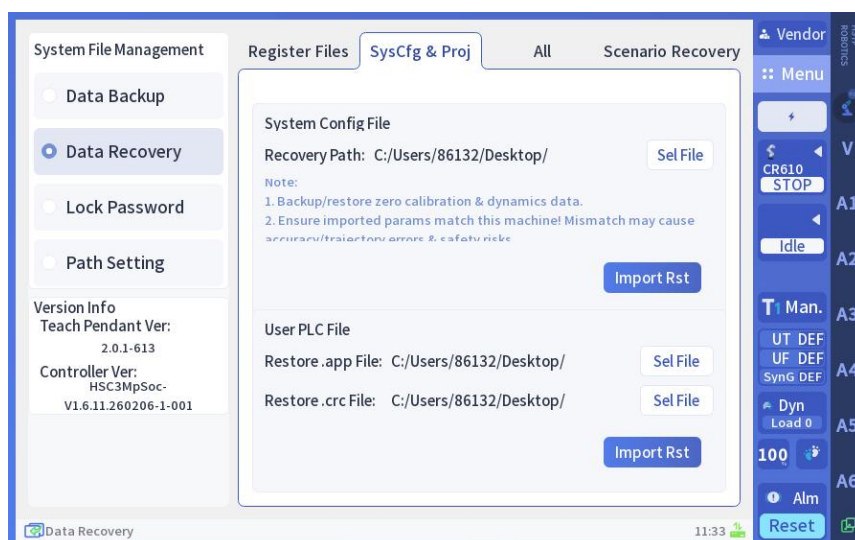 System File Management
Data Backup
Data Recovery
Lock Password
Path Setting
Version Info
Teach Pendant Ver:
2.0.1-613
Controller Ver:
HSC3MpSoc-
V1.6.11.260206-1-001
Register Files
SysCfg & Proj
All
Scenario Recovery
System Config File
Recovery Path: C:/Users/86132/Desktop/
Sel File
Note:
1. Backup/restore zero calibration & dynamics data.
2. Ensure imported params match this machine! Mismatch may cause
accuracy/trajectory errors & safety risks
Import Rst
User PLC File
Restore .app File: C:/Users/86132/Desktop/
Sel File
Restore .crc File: C:/Users/86132/Desktop/
Sel File
Import Rst
Data Recovery
11:33
Vendor
Menu
CR610
STOP
Idle
T1 Man.
UT DEF
UF DEF
SynG DEF
Dyn
Load 0
100
Alm
Reset
ROBOTICS
V
A1
A2
A3
A4
A5
A6